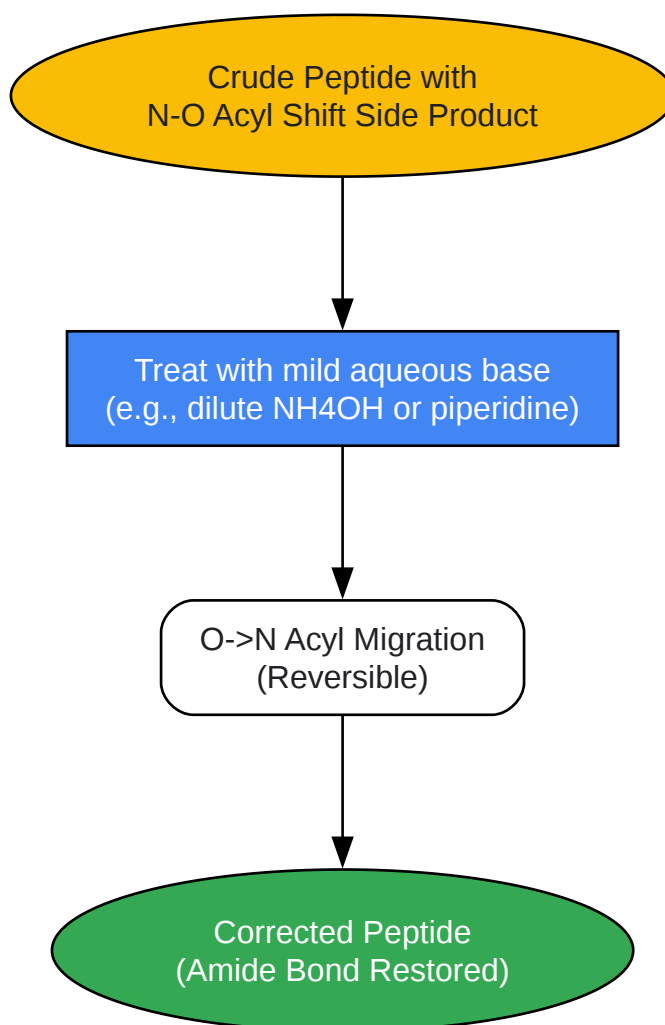 Crude Peptide with
N-O Acyl Shift Side Product
Treat with mild aqueous base
(e.g., dilute NH4OH or piperidine)
O->N Acyl Migration
(Reversible)
Corrected Peptide
(Amide Bond Restored)